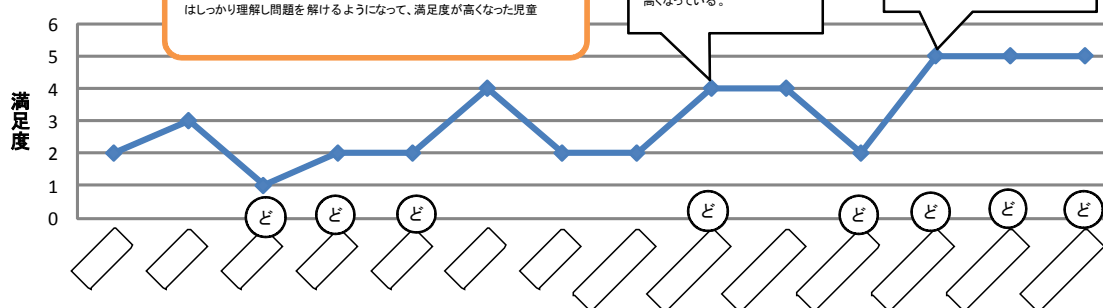 はしっかり理解し問題を解けるようになって、満足度が高くなった児童
高くなっている。
満足度
6
5
4
3
2
1
0
ど ど ど ど ど ど ど ど